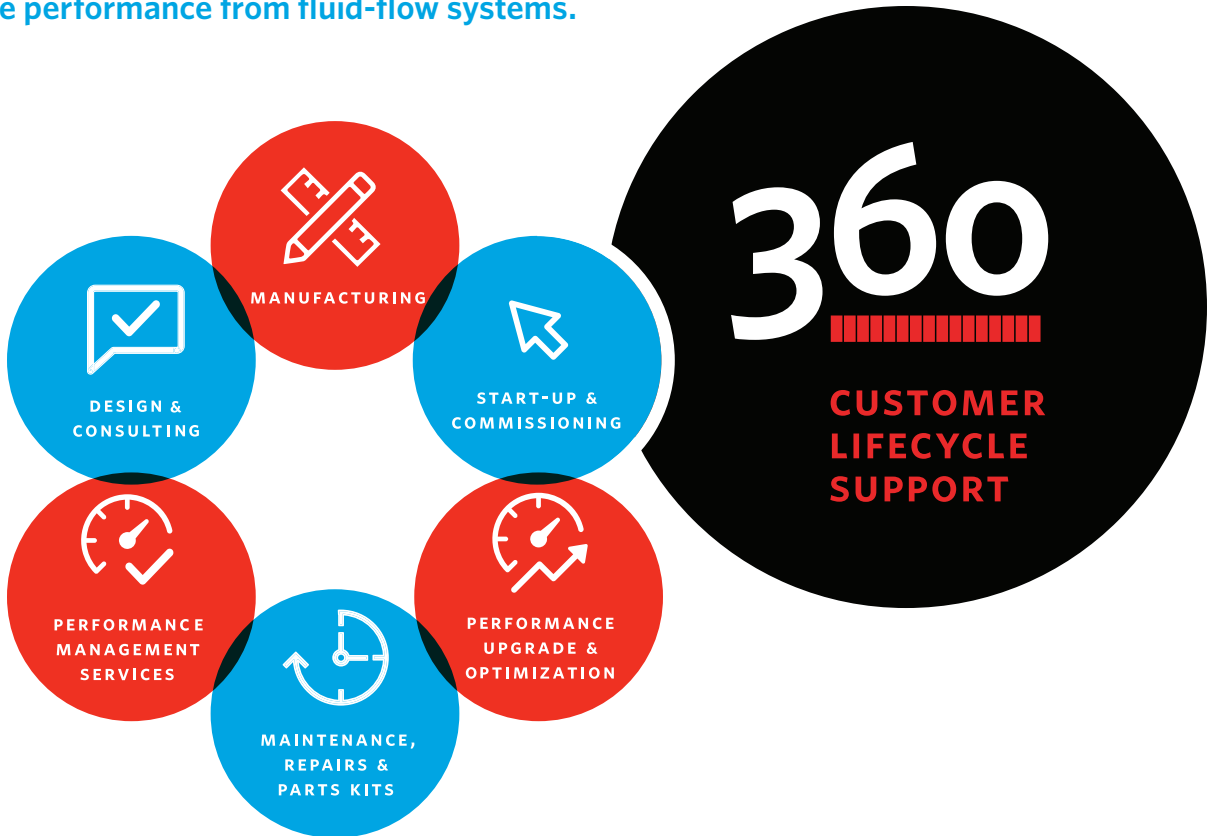 e performance from fluid-flow systems.
MANUFACTURING
DESIGN &
CONSULTING
START-UP &
COMMISSIONING
PERFORMANCE
MANAGEMENT
SERVICES
PERFORMANCE
UPGRADE &
OPTIMIZATION
MAINTENANCE,
REPAIRS &
PARTS KITS
360
CUSTOMER
LIFECYCLE
SUPPORT